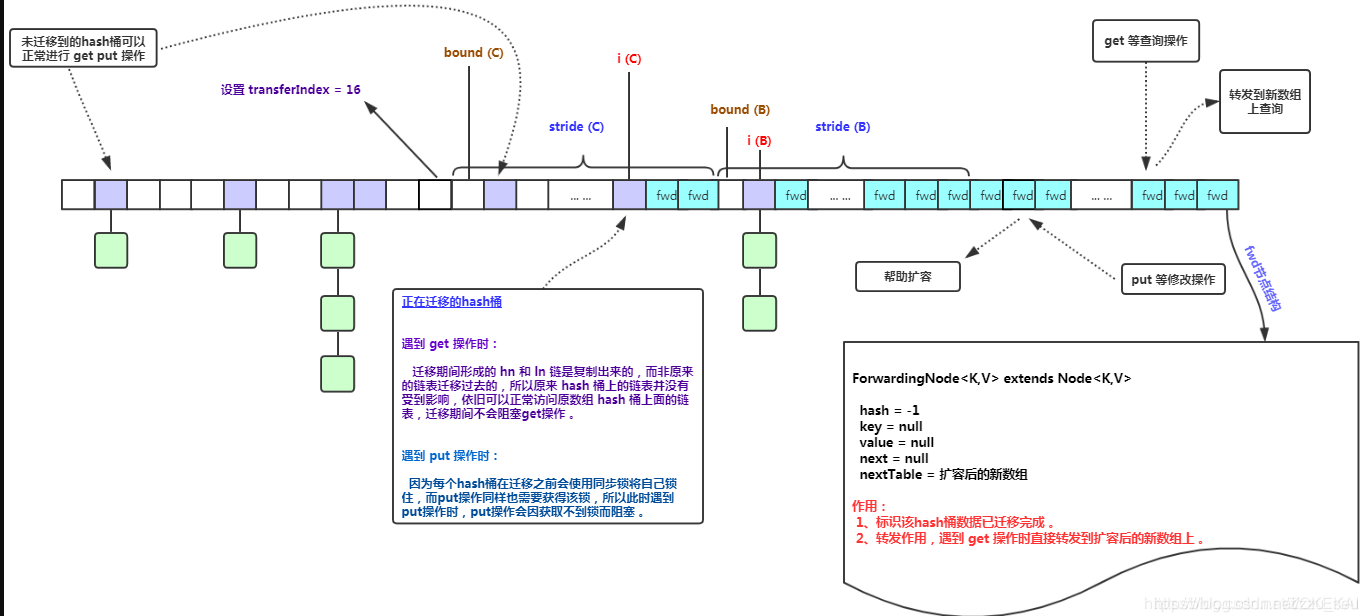 未迁移到的hash桶可以
正常进行 get put 操作
bound (C)
i (C)
设置 transferIndex = 16
stride (C)
bound (B)
i (B)
stride (B)
get 等查询操作
转发到新数组
上查询
... ...
fwd
fwd
fwd
... ...
fwd
fwd
fwd
fwd
fwd
fwd
... ...
fwd
fwd
fwd
帮助扩容
put 等修改操作
fwd节点结构
正在迁移的hash桶
遇到 get 操作时：
迁移期间形成的 hn 和 ln 链是复制出来的，而非原来
的链表迁移过去的，所以原来 hash 桶上的链表并没有
受到影响，依旧可以正常访问原数组 hash 桶上面的链
表，迁移期间不会阻塞get操作 。
遇到 put 操作时：
因为每个hash桶在迁移之前会使用同步锁将自己锁
住，而put操作同样也需要获得该锁，所以此时遇到
put操作时，put操作会因获取不到锁而阻塞 。
ForwardingNode<K,V> extends Node<K,V>
hash = -1
key = null
value = null
next = null
nextTable = 扩容后的新数组
作用：
1、标识该hash桶数据已迁移完成 。
2、转发作用，遇到 get 操作时直接转发到扩容后的新数组上 。